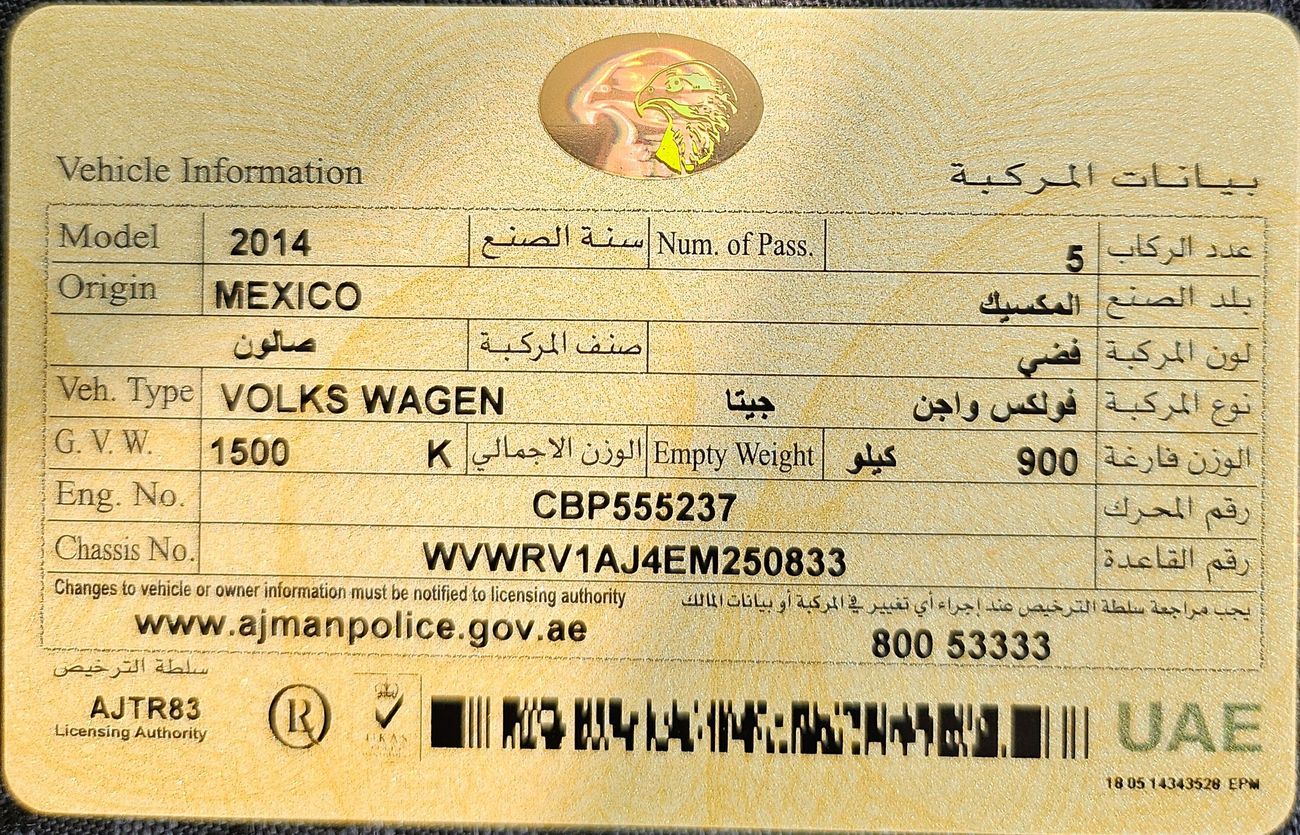 Vehicle Information بيانات المركبة
Model 2014 سنة الصنع Num. of Pass. 5 عدد الركاب
Origin MEXICO المكسيك بلد الصنع
صالون صنف المركبة فضي لون المركبة
Veh. Type VOLKS WAGEN جيتا فولكس واجن نوع المركبة
G. V. W. 1500 K الوزن الاجمالي Empty Weight كيلو 900 الوزن فارغة
Eng. No. CBP555237 رقم المحرك
Chassis No. WVWRV1AJ4EM250833 رقم القاعدة
Changes to vehicle or owner information must be notified to licensing authority يجب مراجعة سلطة الترخيص عند إجراء أي تغيير في المركبة أو بيانات المالك
www.ajmanpolice.gov.ae 800 53333
سلطة الترخيص
AJTR83
Licensing Authority
R
UKAS
UAE
18 05 14343528 EPM